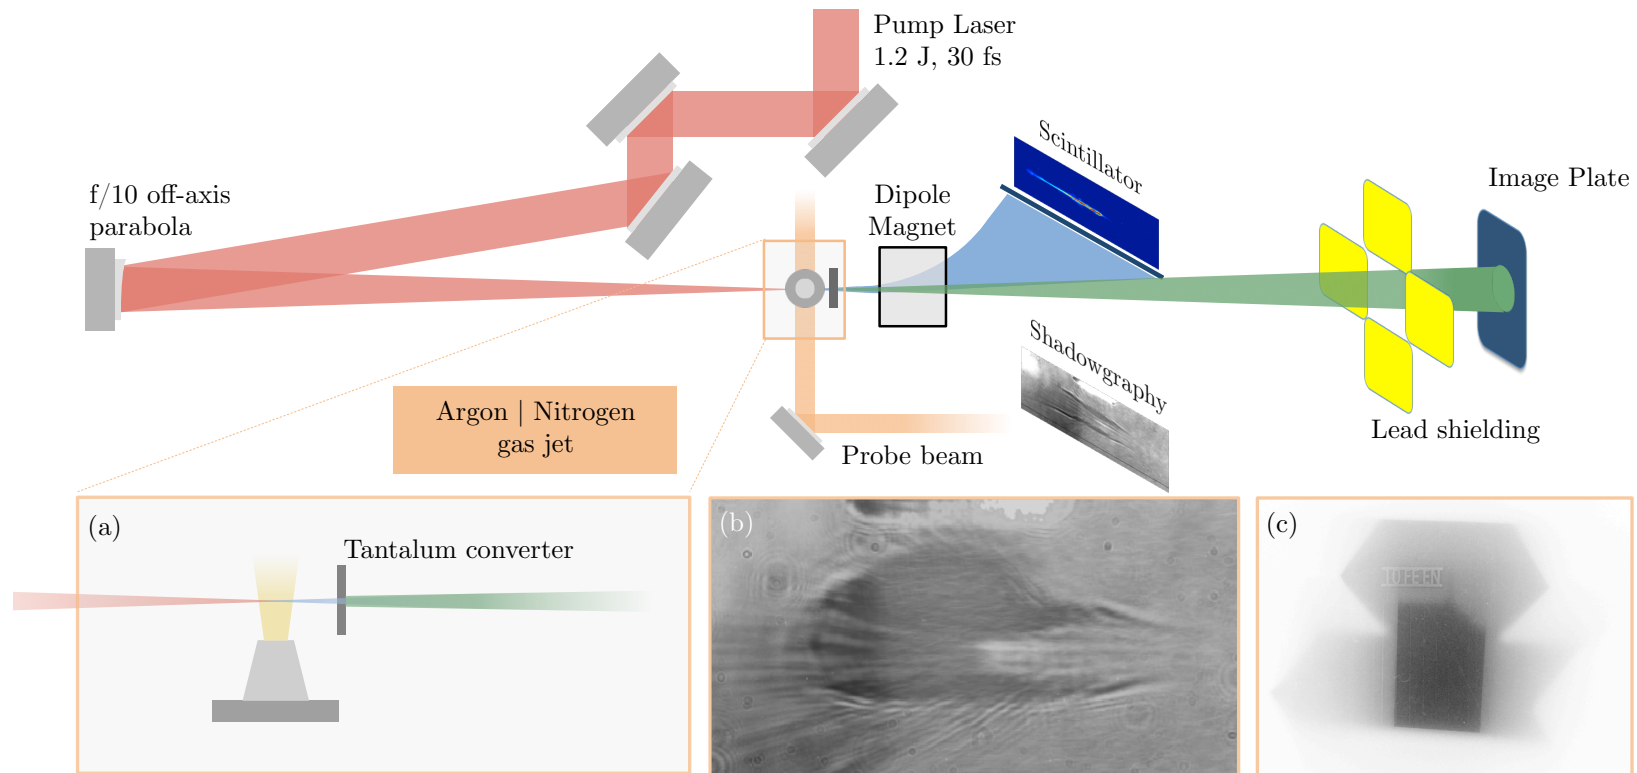 Pump Laser
1.2 J, 30 fs
f/10 off-axis
parabola
Dipole
Magnet
Scintillator
Image Plate
Argon | Nitrogen
gas jet
Probe beam
Shadowgraphy
Lead shielding
(a)
Tantalum converter
(b)
(c)